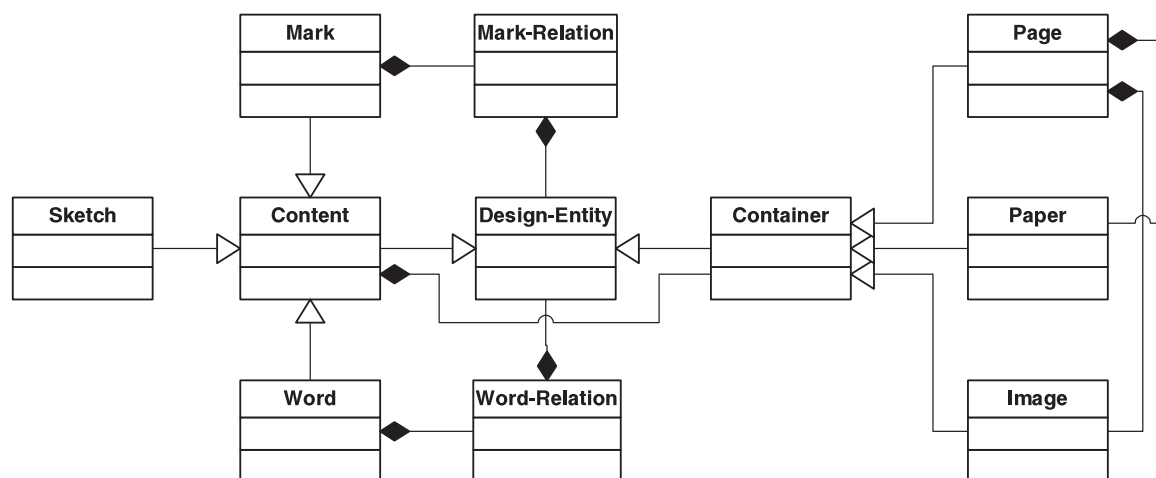 Mark
Mark-Relation
Page
Sketch
Content
Design-Entity
Container
Paper
Word
Word-Relation
Image